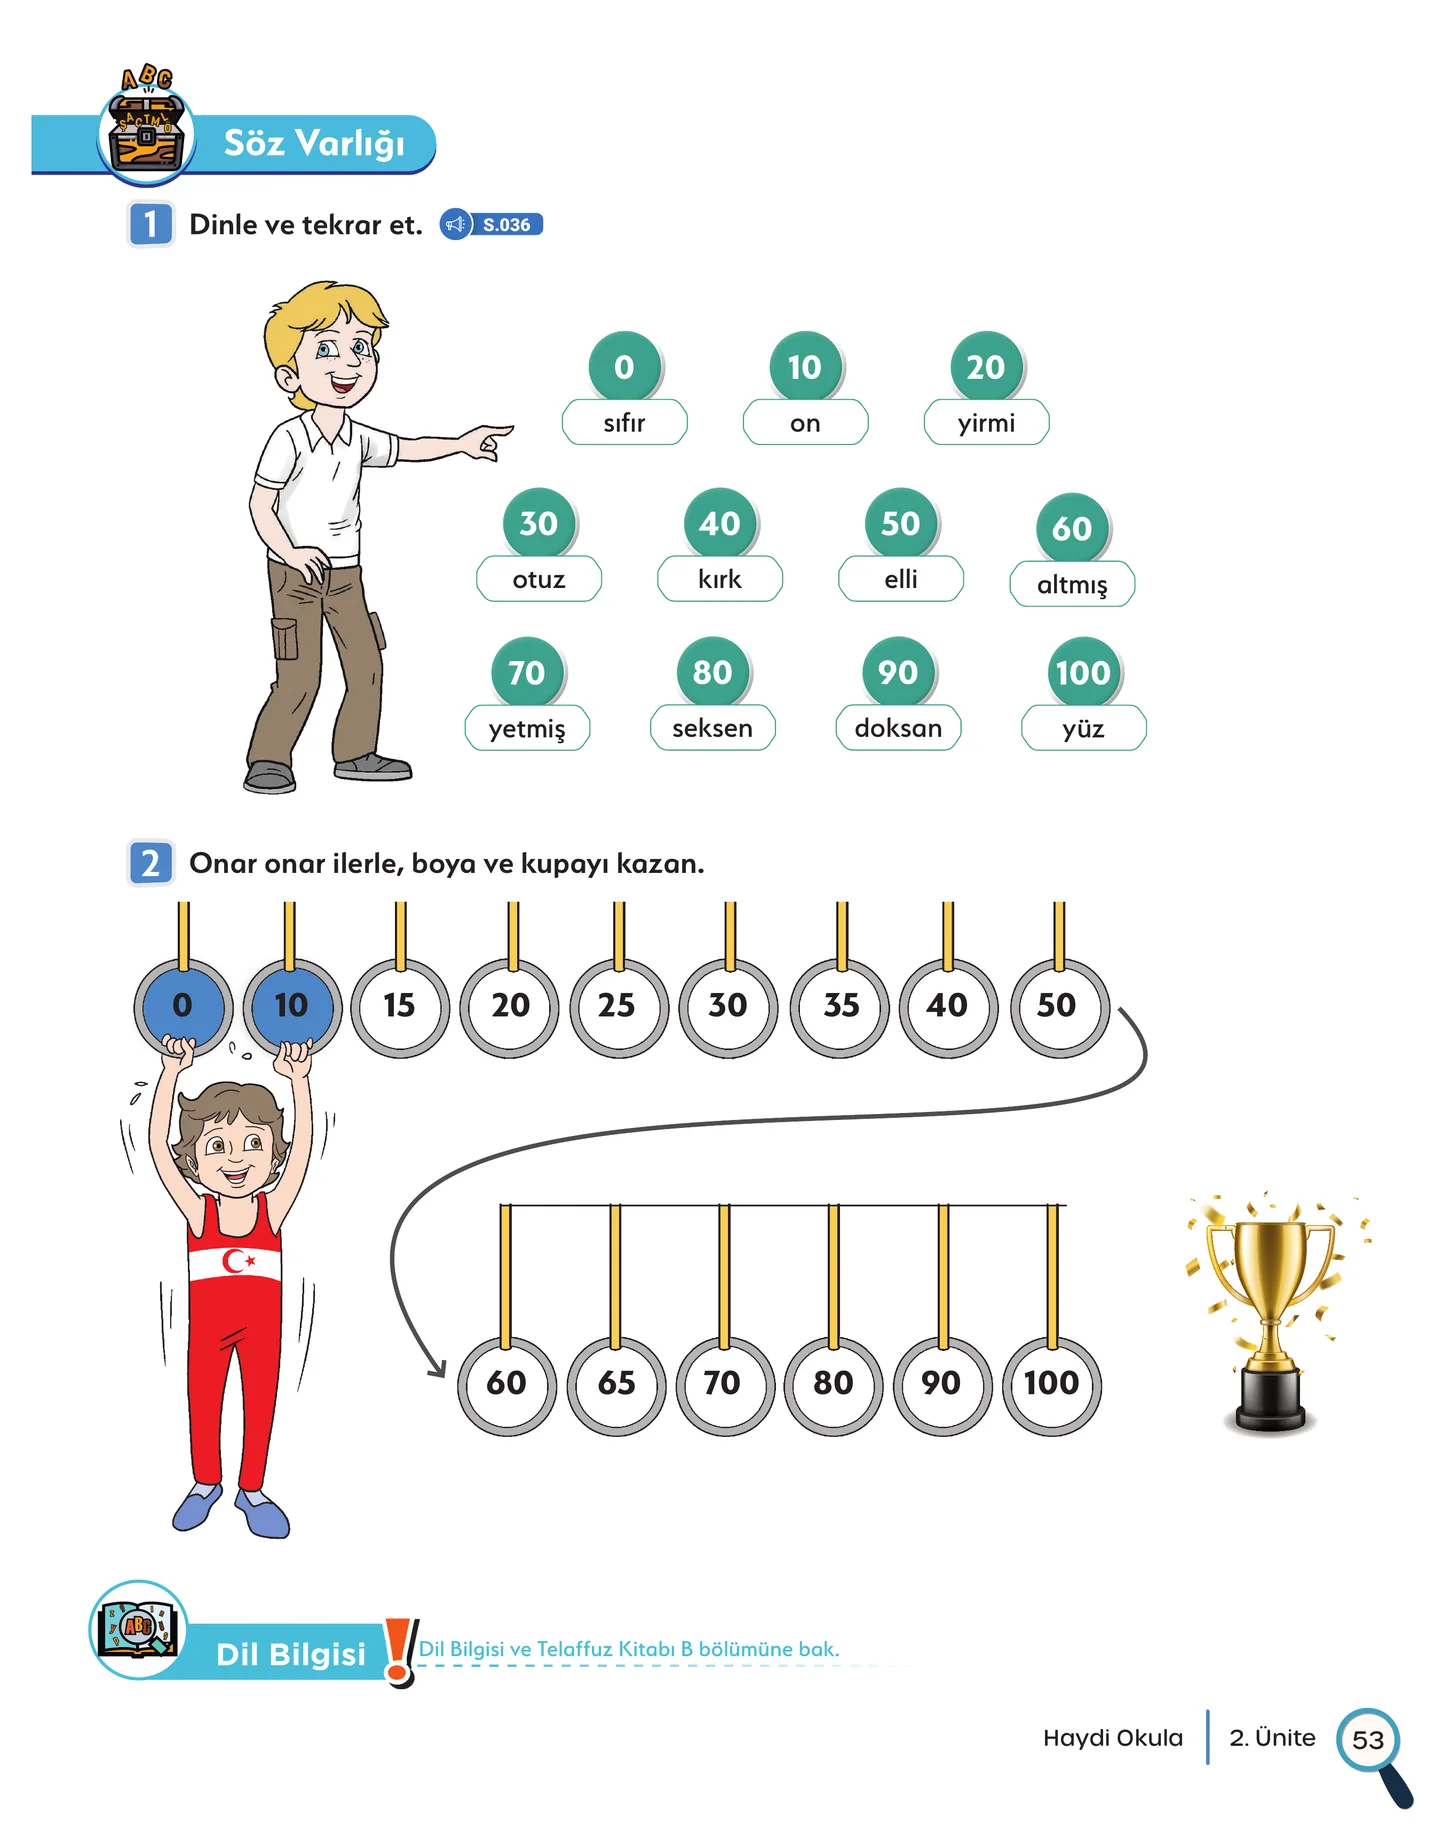 ABC
Söz Varlığı
1 Dinle ve tekrar et. S.036
0 10 20
sıfır on yirmi
30 40 50 60
otuz kırk elli altmış
70 80 90 100
yetmiş seksen doksan yüz
2 Onar onar ilerle, boya ve kupayı kazan.
0 10 15 20 25 30 35 40 50
60 65 70 80 90 100
ABC
Dil Bilgisi
Dil Bilgisi ve Telaffuz Kitabı B bölümüne bak.
Haydi Okula 2. Ünite 53